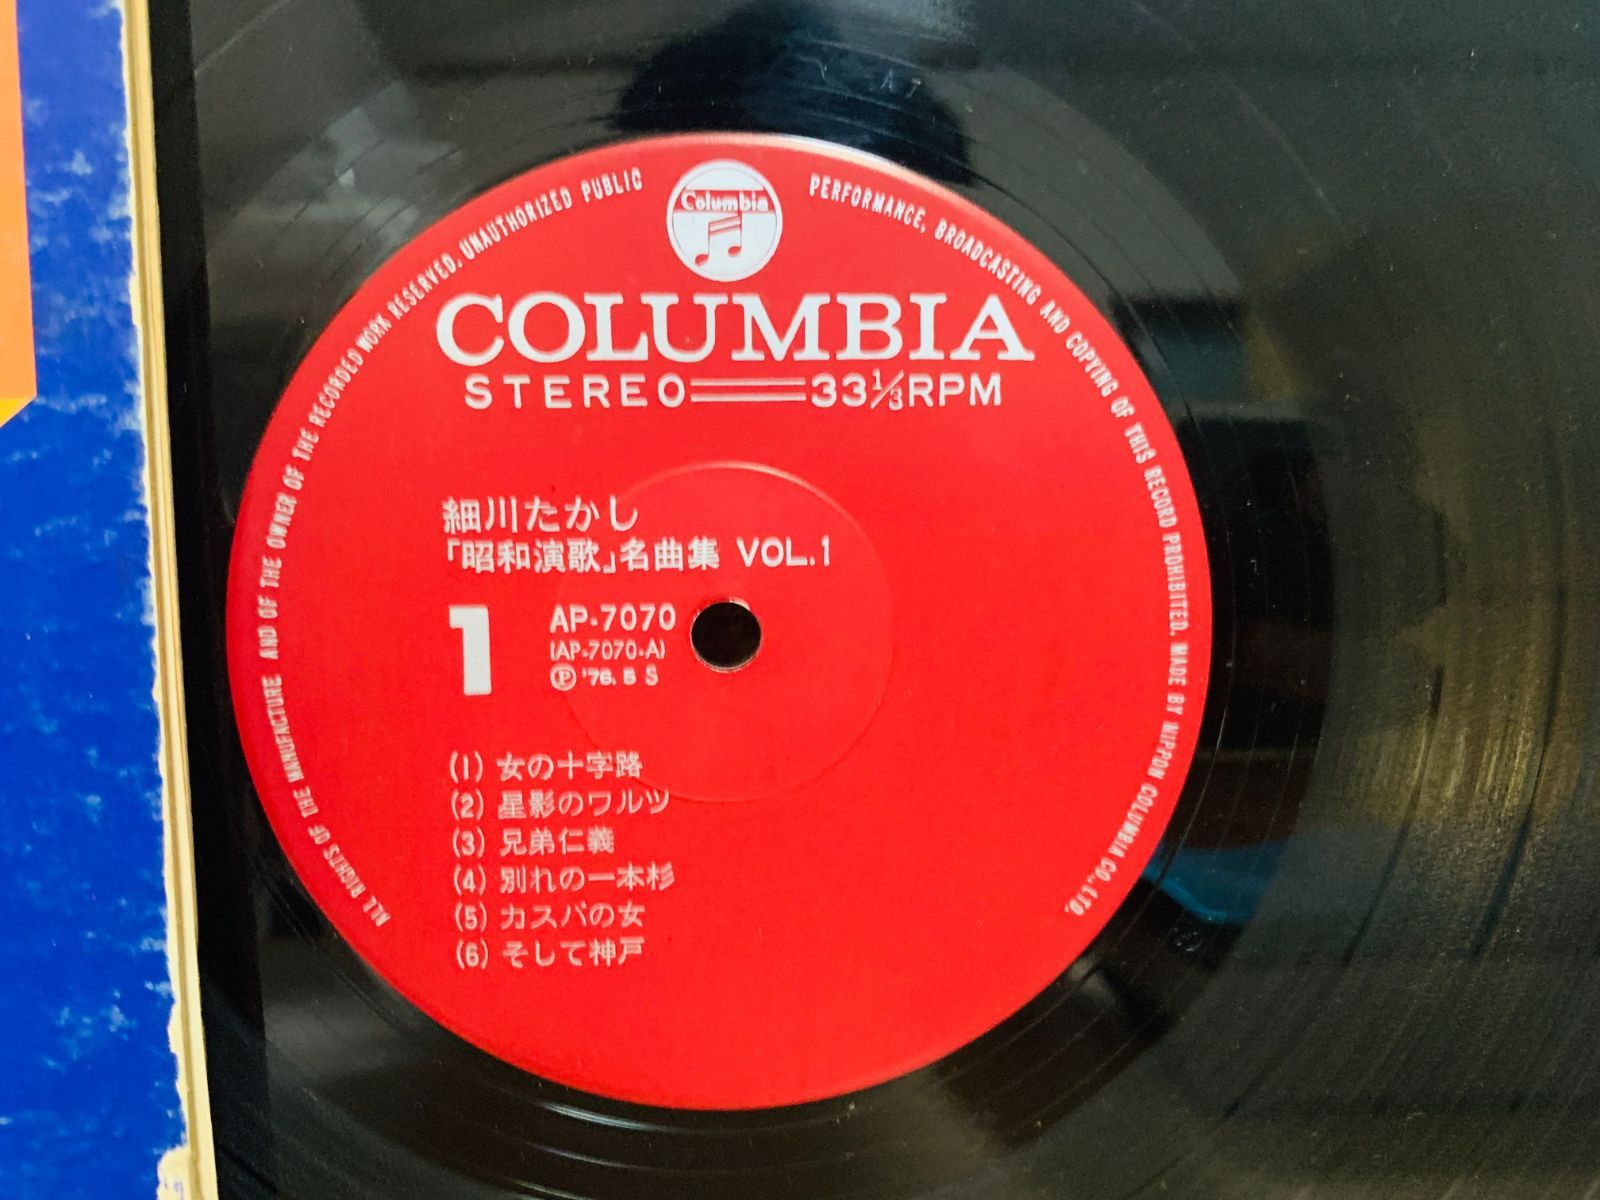 Columbia
ALL RIGHTS OF THE MANUFACTURE AND OF THE OWNER OF THE RECORDED WORK RESERVED. UNAUTHORIZED PUBLIC PERFORMANCE, BROADCASTING AND COPYING OF THIS RECORD PROHIBITED. MADE BY NIPPON COLUMBIA CO., LTD.
COLUMBIA
STEREO 33 1/3 RPM
細川たかし
「昭和演歌」名曲集 VOL.1
1
AP-7070
(AP-7070-A)
Ⓟ '76. 5 S
(1) 女の十字路
(2) 星影のワルツ
(3) 兄弟仁義
(4) 別れの一本杉
(5) カスバの女
(6) そして神戸